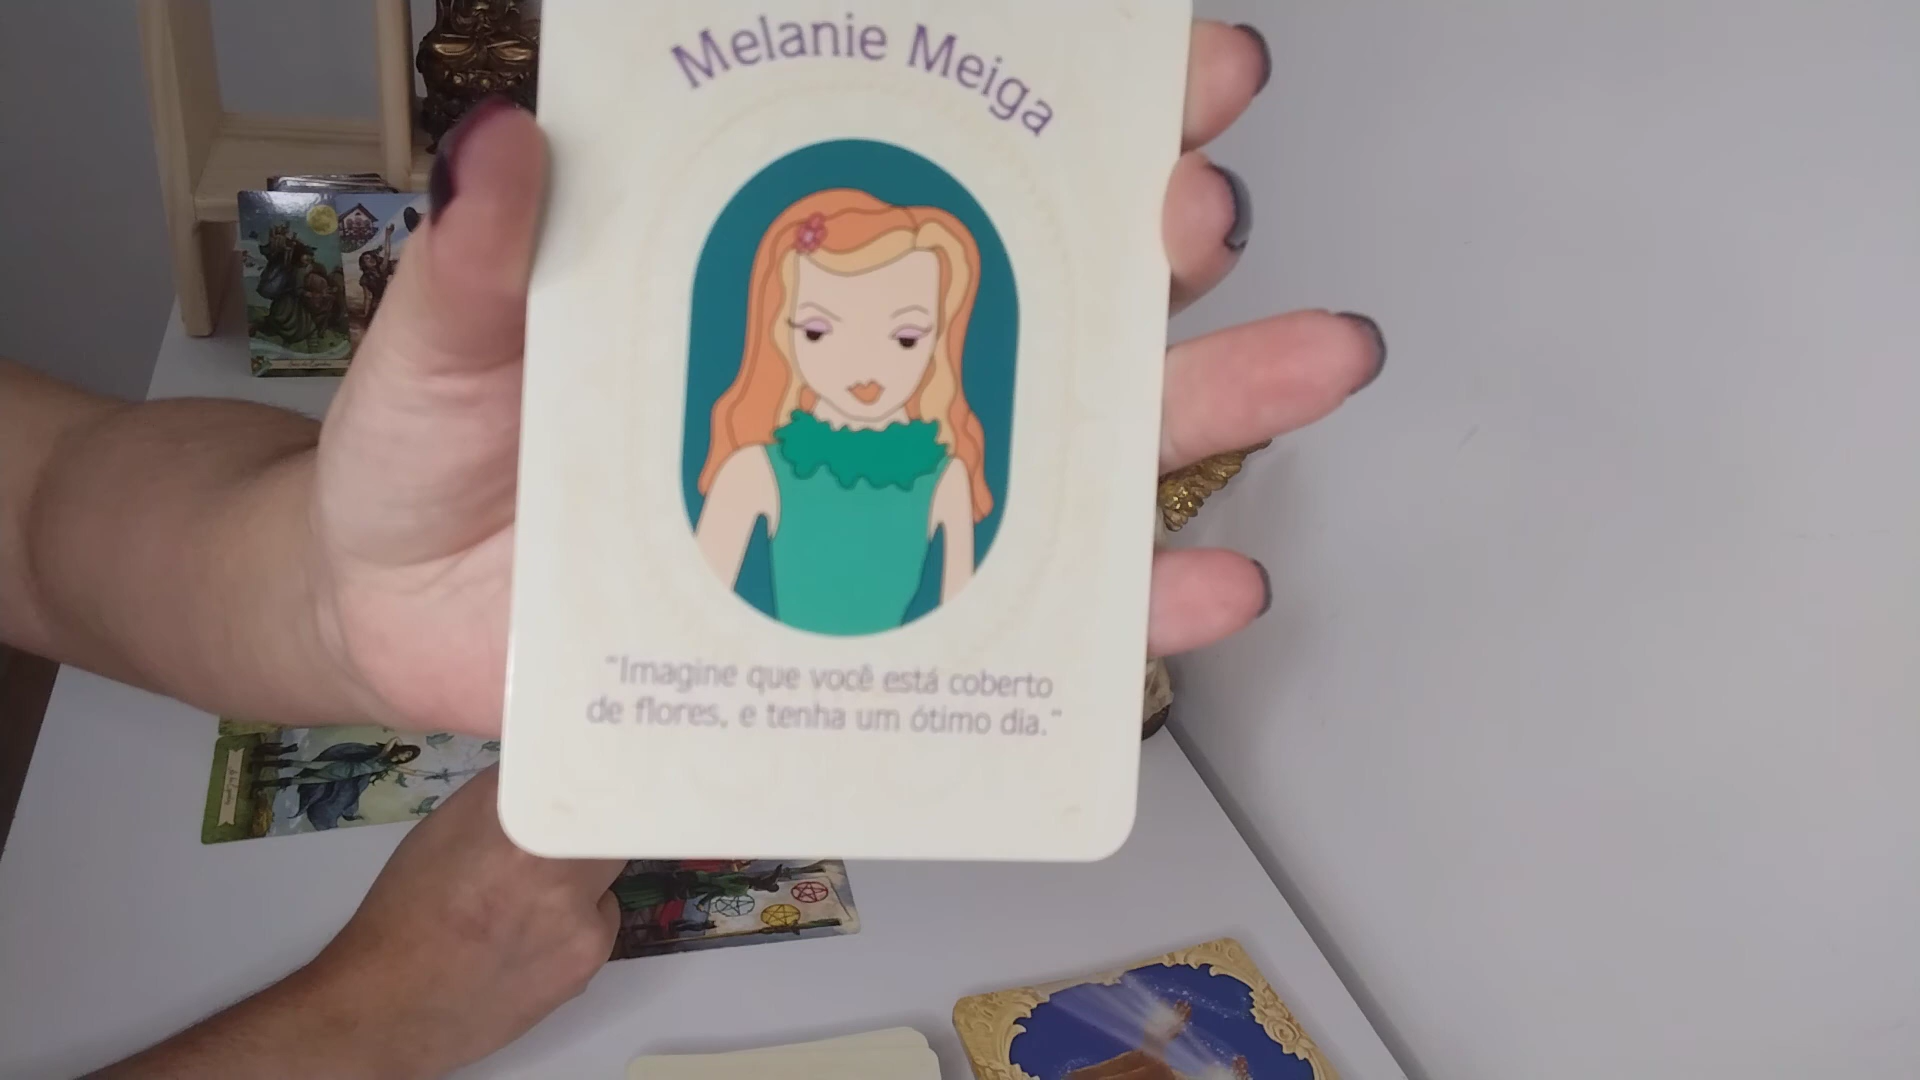 Melanie Meiga
"Imagine que você está coberto
de flores, e tenha um ótimo dia."